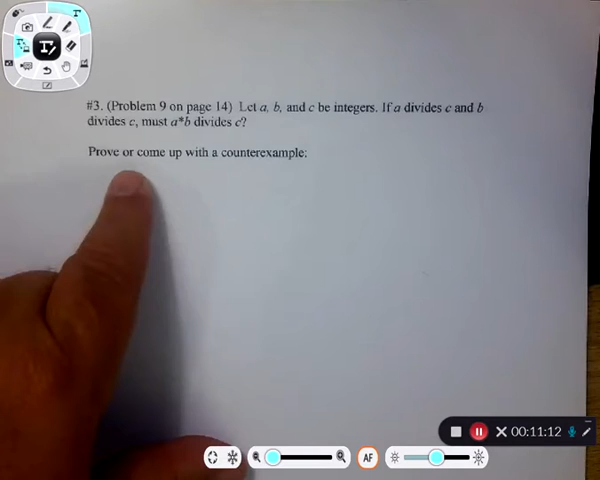 #3. (Problem 9 on page 14) Let a, b, and c be integers. If a divides c and b
divides c, must a*b divides c?
Prove or come up with a counterexample:
00:11:12
AF